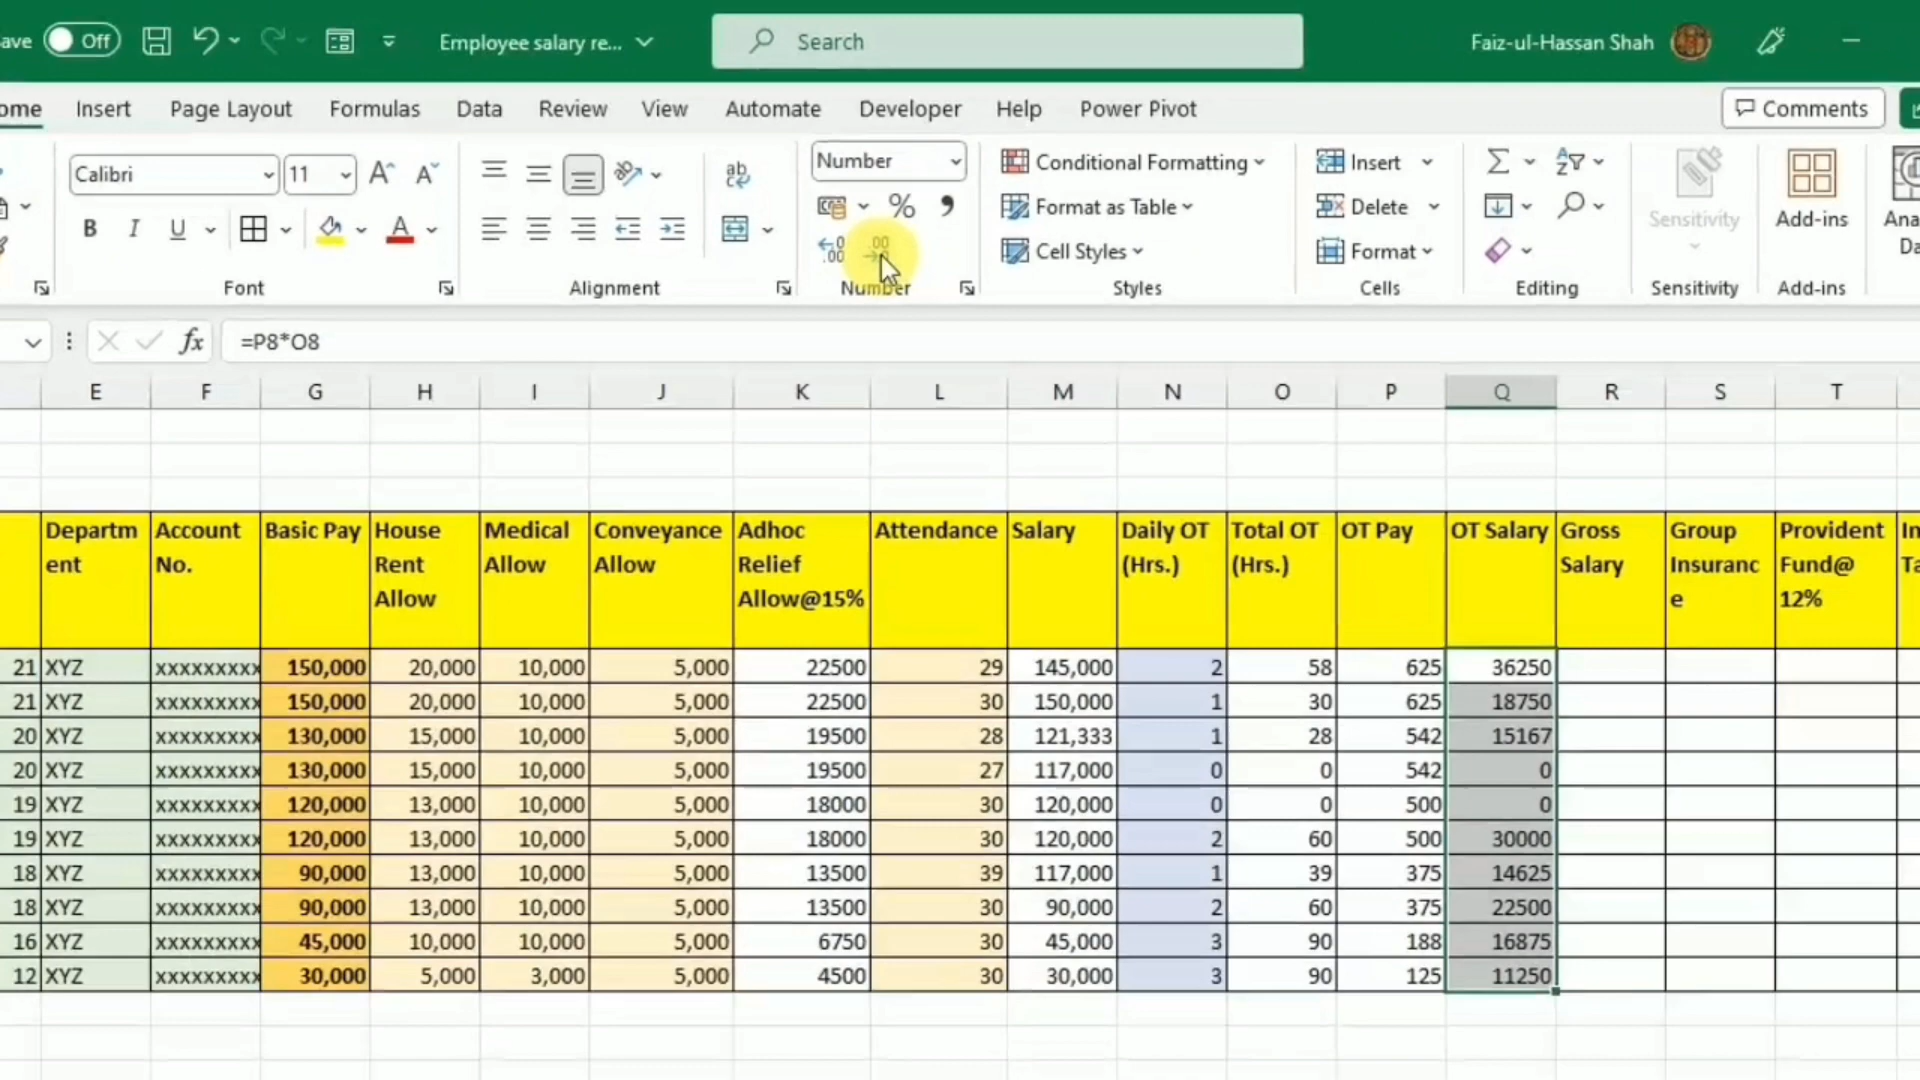 ave Off Employee salary re... Search Faiz-ul-Hassan Shah
ome Insert Page Layout Formulas Data Review View Automate Developer Help Power Pivot Comments
Calibri 11 Number Conditional Formatting Insert
Format as Table Delete Sensitivity Add-ins Ana
B I U Cell Styles Format Da
Font Alignment Number Styles Cells Editing Sensitivity Add-ins
fx =P8*O8
E F G H I J K L M N O P Q R S T
Departm Account Basic Pay House Medical Conveyance Adhoc Attendance Salary Daily OT Total OT OT Pay OT Salary Gross Group Provident In
ent No. Rent Allow Allow Relief (Hrs.) (Hrs.) Salary Insuranc Fund@ Ta
Allow Allow@15% e 12%
21 XYZ xxxxxxxxx 150,000 20,000 10,000 5,000 22500 29 145,000 2 58 625 36250
21 XYZ xxxxxxxxx 150,000 20,000 10,000 5,000 22500 30 150,000 1 30 625 18750
20 XYZ xxxxxxxxx 130,000 15,000 10,000 5,000 19500 28 121,333 1 28 542 15167
20 XYZ xxxxxxxxx 130,000 15,000 10,000 5,000 19500 27 117,000 0 0 542 0
19 XYZ xxxxxxxxx 120,000 13,000 10,000 5,000 18000 30 120,000 0 0 500 0
19 XYZ xxxxxxxxx 120,000 13,000 10,000 5,000 18000 30 120,000 2 60 500 30000
18 XYZ xxxxxxxxx 90,000 13,000 10,000 5,000 13500 39 117,000 1 39 375 14625
18 XYZ xxxxxxxxx 90,000 13,000 10,000 5,000 13500 30 90,000 2 60 375 22500
16 XYZ xxxxxxxxx 45,000 10,000 10,000 5,000 6750 30 45,000 3 90 188 16875
12 XYZ xxxxxxxxx 30,000 5,000 3,000 5,000 4500 30 30,000 3 90 125 11250